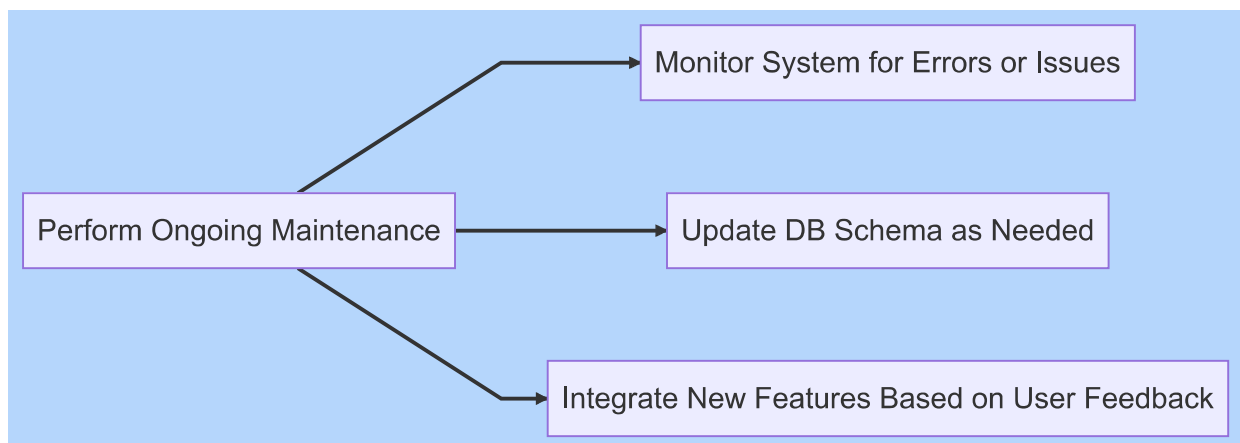 Monitor System for Errors or Issues
Perform Ongoing Maintenance
Update DB Schema as Needed
Integrate New Features Based on User Feedback